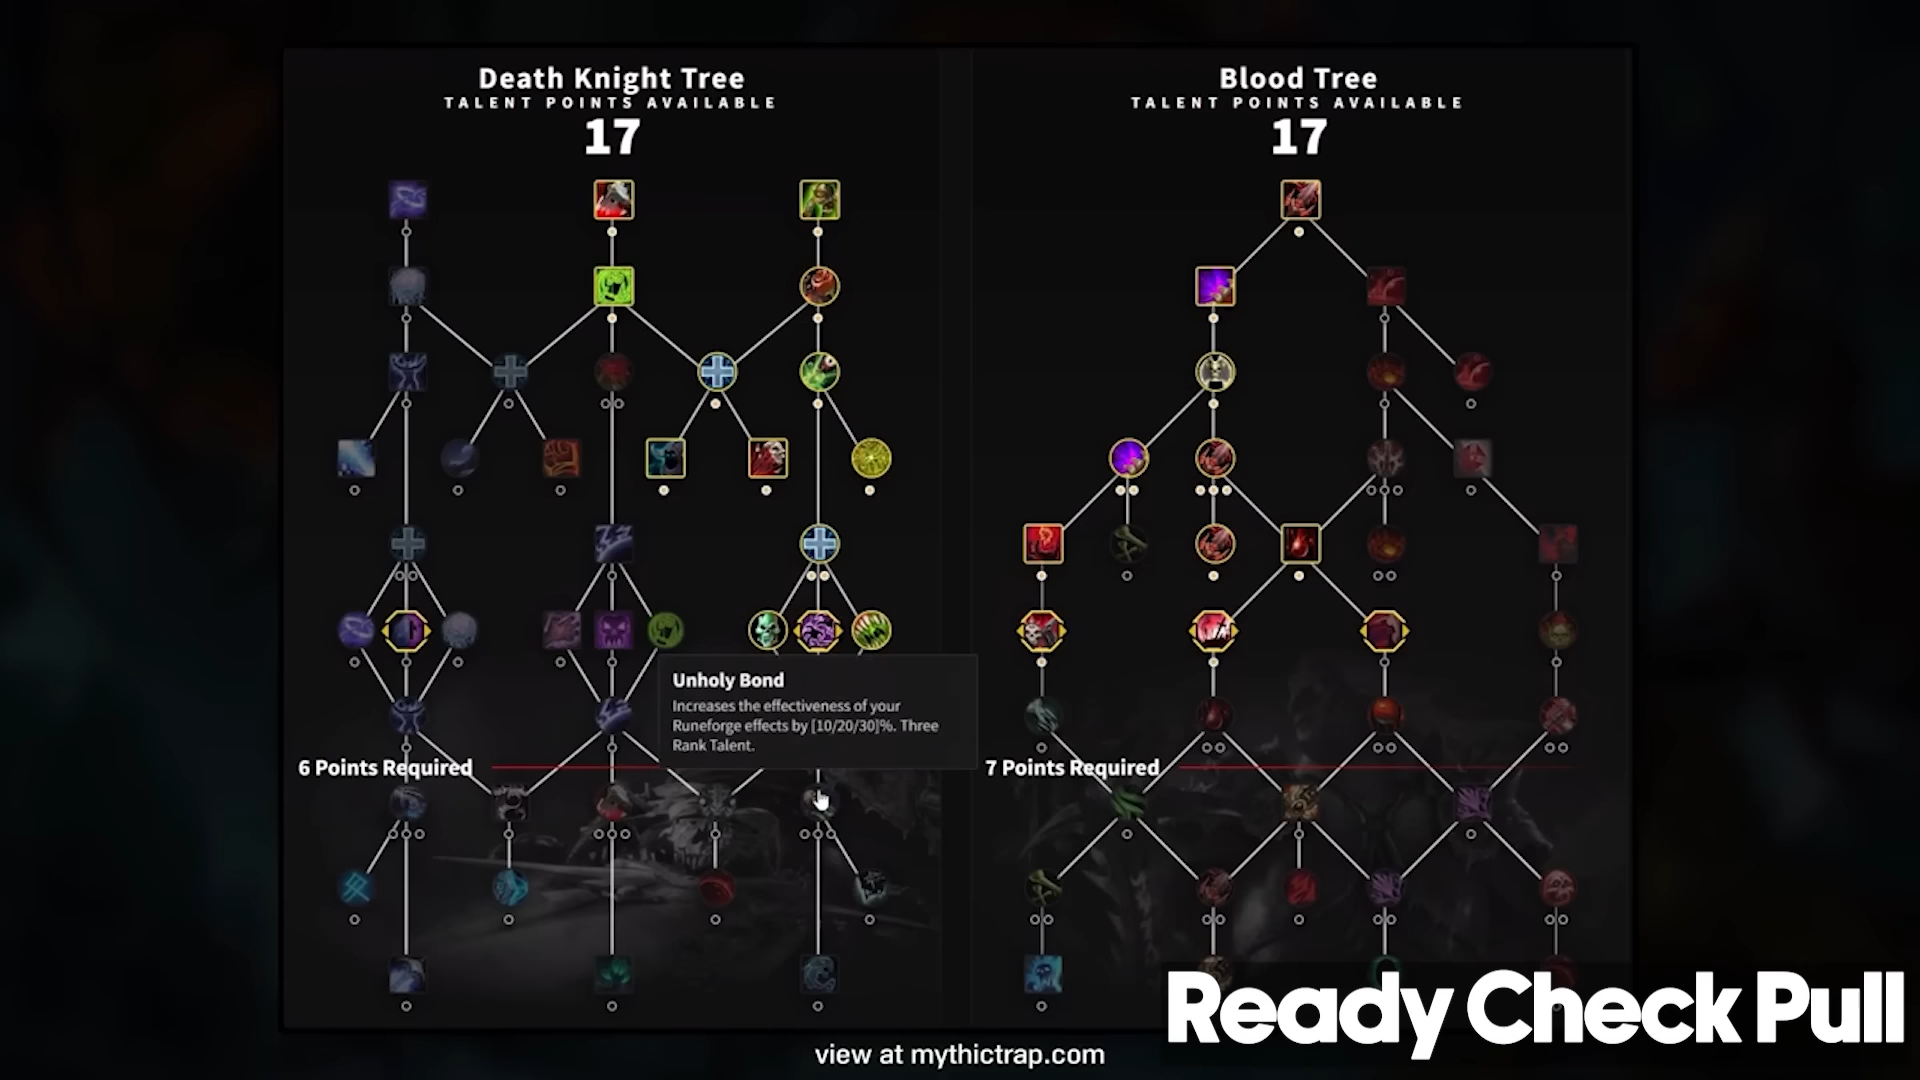 Death Knight Tree
TALENT POINTS AVAILABLE
17
Blood Tree
TALENT POINTS AVAILABLE
17
Unholy Bond
Increases the effectiveness of your
Runeforge effects by [10/20/30]%. Three
Rank Talent.
6 Points Required
7 Points Required
Ready Check Pull
view at mythictrap.com